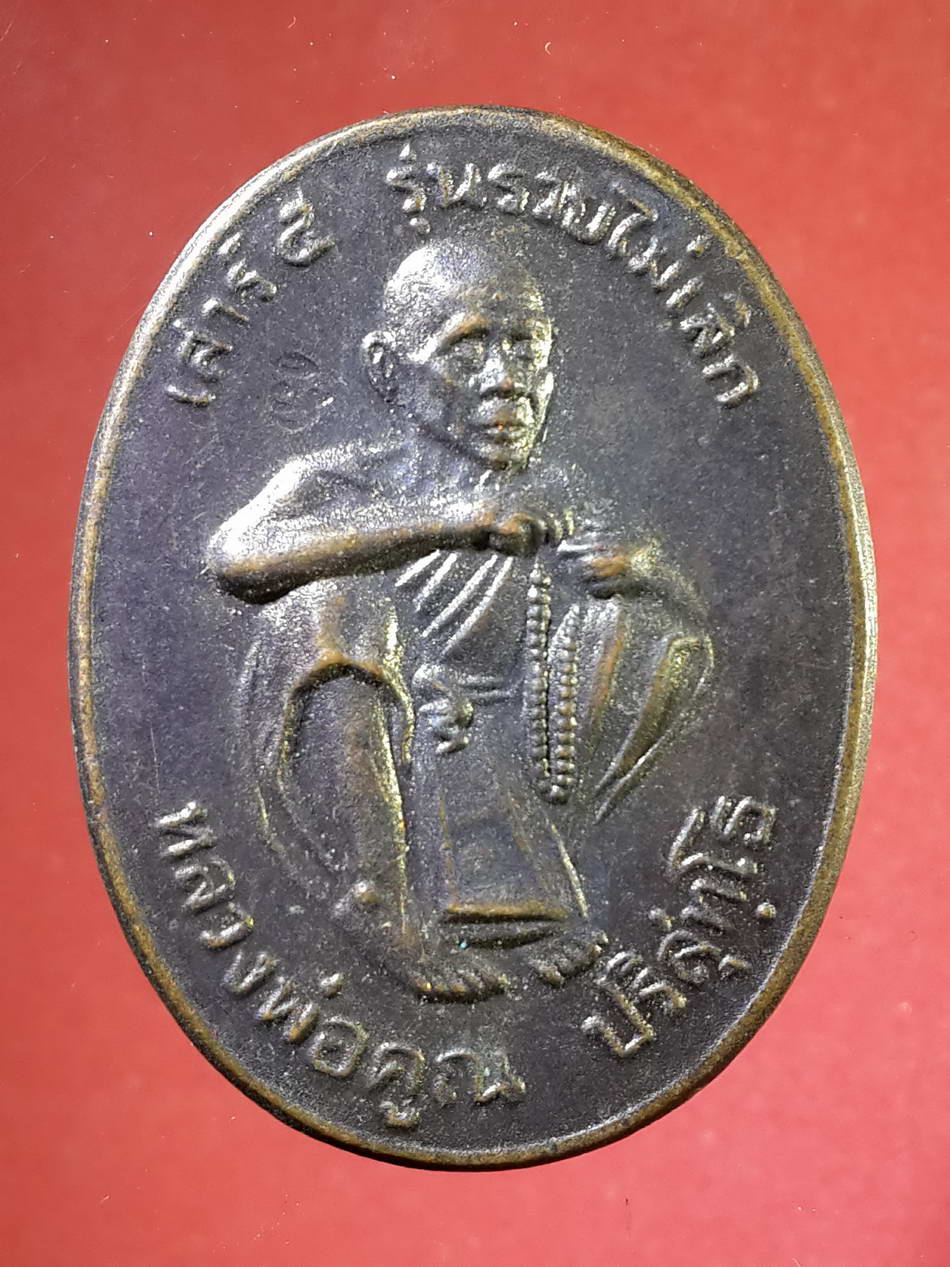 เสาร์ ๕ รุ่นรวยไม่เลิก
หลวงพ่อคูณ ปริสุทฺโธ